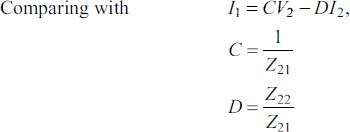 Comparing with I₁ = CV₂ − DI₂,
C = 1/Z₂₁
D = Z₂₂/Z₂₁